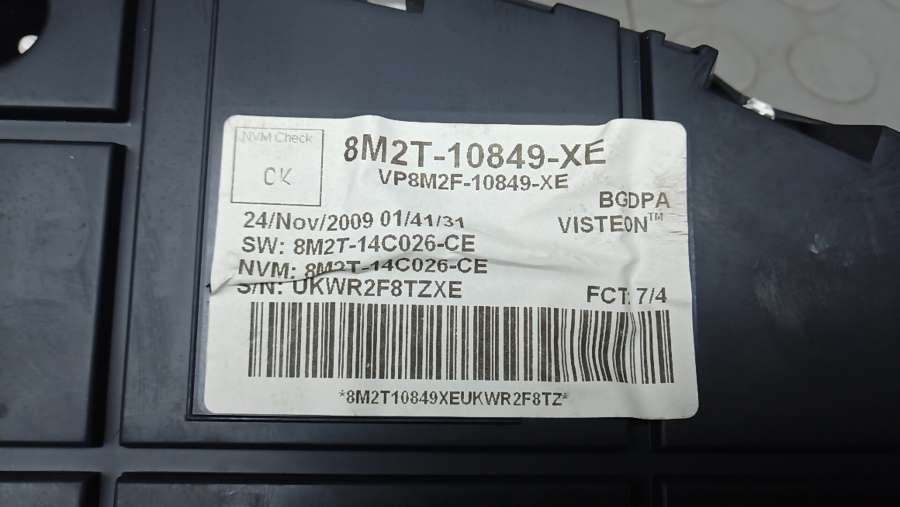 NVM Check
OK
8M2T-10849-XE
VP8M2F-10849-XE
BGDPA
24/Nov/2009 01/41/31
VISTEON™
SW: 8M2T-14C026-CE
NVM: 8M2T-14C026-CE
S/N: UKWR2F8TZXE
FCT: 7/4
*8M2T10849XEUKWR2F8TZ*